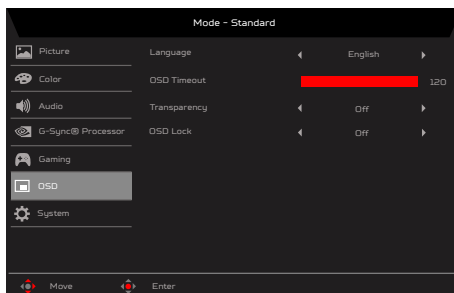 Mode - Standard
Picture
Language English
Color
OSD Timeout 120
Audio
Transparency Off
G-Sync® Processor
OSD Lock Off
Gaming
OSD
System
Move Enter